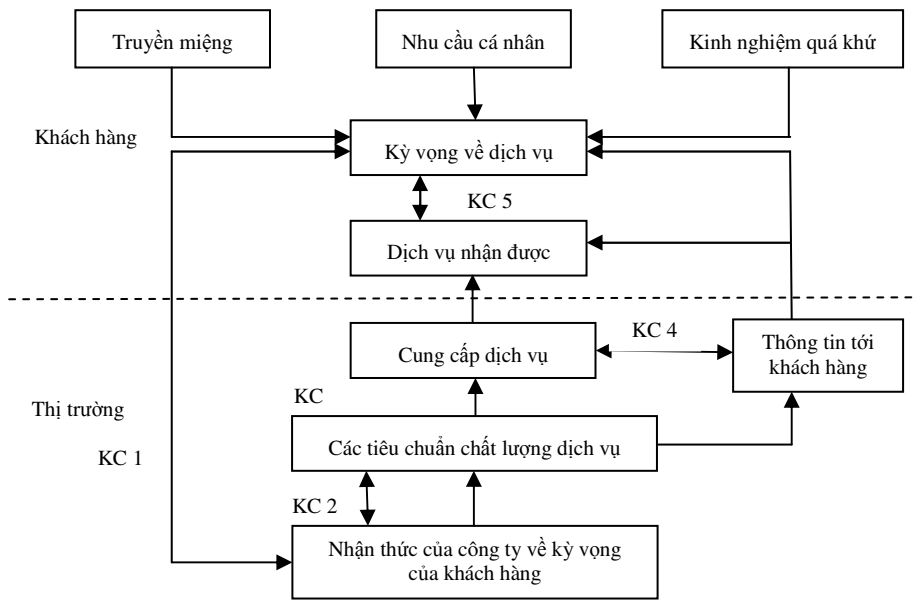 Truyền miệng
Nhu cầu cá nhân
Kinh nghiệm quá khứ
Khách hàng
Kỳ vọng về dịch vụ
KC 5
Dịch vụ nhận được
Cung cấp dịch vụ
KC 4
Thông tin tới
khách hàng
KC
Thị trường
Các tiêu chuẩn chất lượng dịch vụ
KC 1
KC 2
Nhận thức của công ty về kỳ vọng
của khách hàng